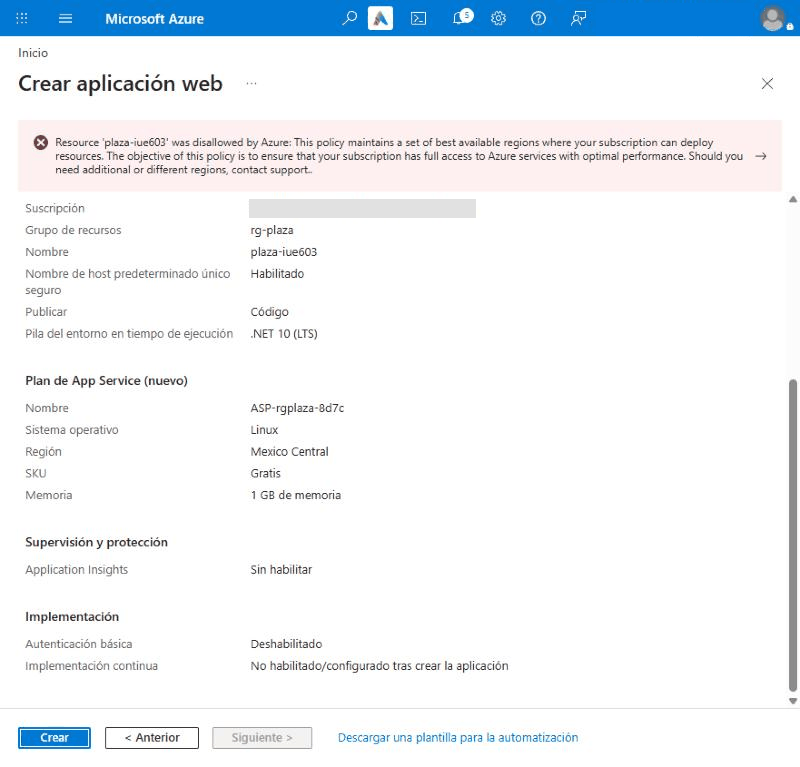 Microsoft Azure
5
Inicio
Crear aplicación web
...
Resource 'plaza-iue603' was disallowed by Azure: This policy maintains a set of best available regions where your subscription can deploy
resources. The objective of this policy is to ensure that your subscription has full access to Azure services with optimal performance. Should you
need additional or different regions, contact support..
Suscripción
Grupo de recursos rg-plaza
Nombre plaza-iue603
Nombre de host predeterminado único Habilitado
seguro
Publicar Código
Pila del entorno en tiempo de ejecución .NET 10 (LTS)
Plan de App Service (nuevo)
Nombre ASP-rgplaza-8d7c
Sistema operativo Linux
Región Mexico Central
SKU Gratis
Memoria 1 GB de memoria
Supervisión y protección
Application Insights Sin habilitar
Implementación
Autenticación básica Deshabilitado
Implementación continua No habilitado/configurado tras crear la aplicación
Crear < Anterior Siguiente > Descargar una plantilla para la automatización